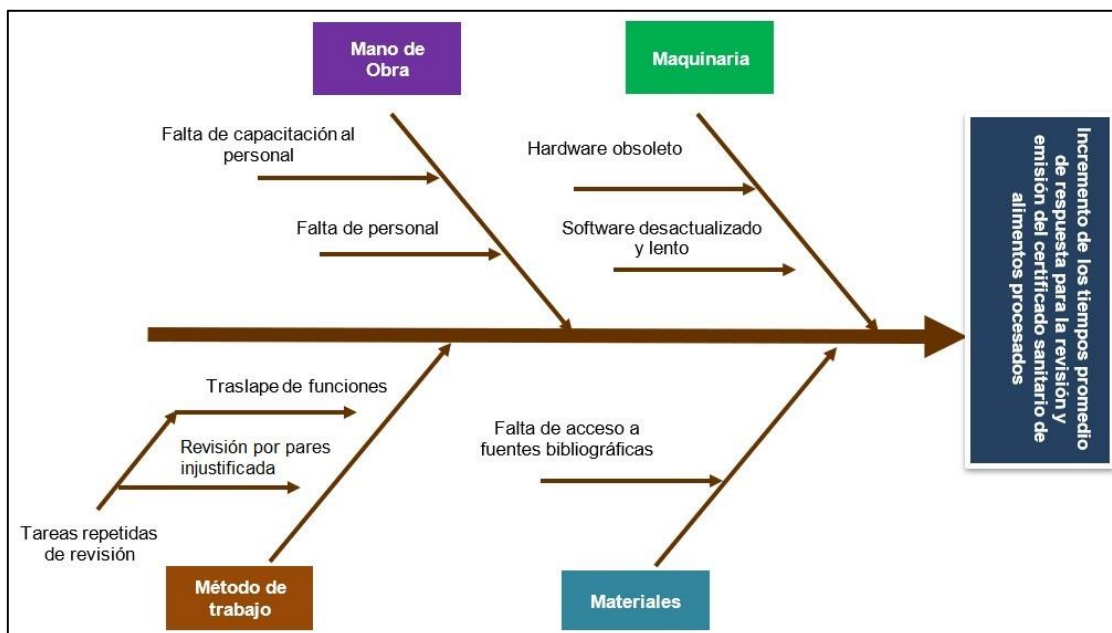 Mano de
Obra
Maquinaria
Falta de capacitación al
personal
Hardware obsoleto
Falta de personal
Software desactualizado
y lento
Incremento de los tiempos promedio
de respuesta para la revisión y
emisión del certificado sanitario de
alimentos procesados
Traslape de funciones
Revisión por pares
injustificada
Falta de acceso a
fuentes bibliográficas
Tareas repetidas
de revisión
Método de
trabajo
Materiales